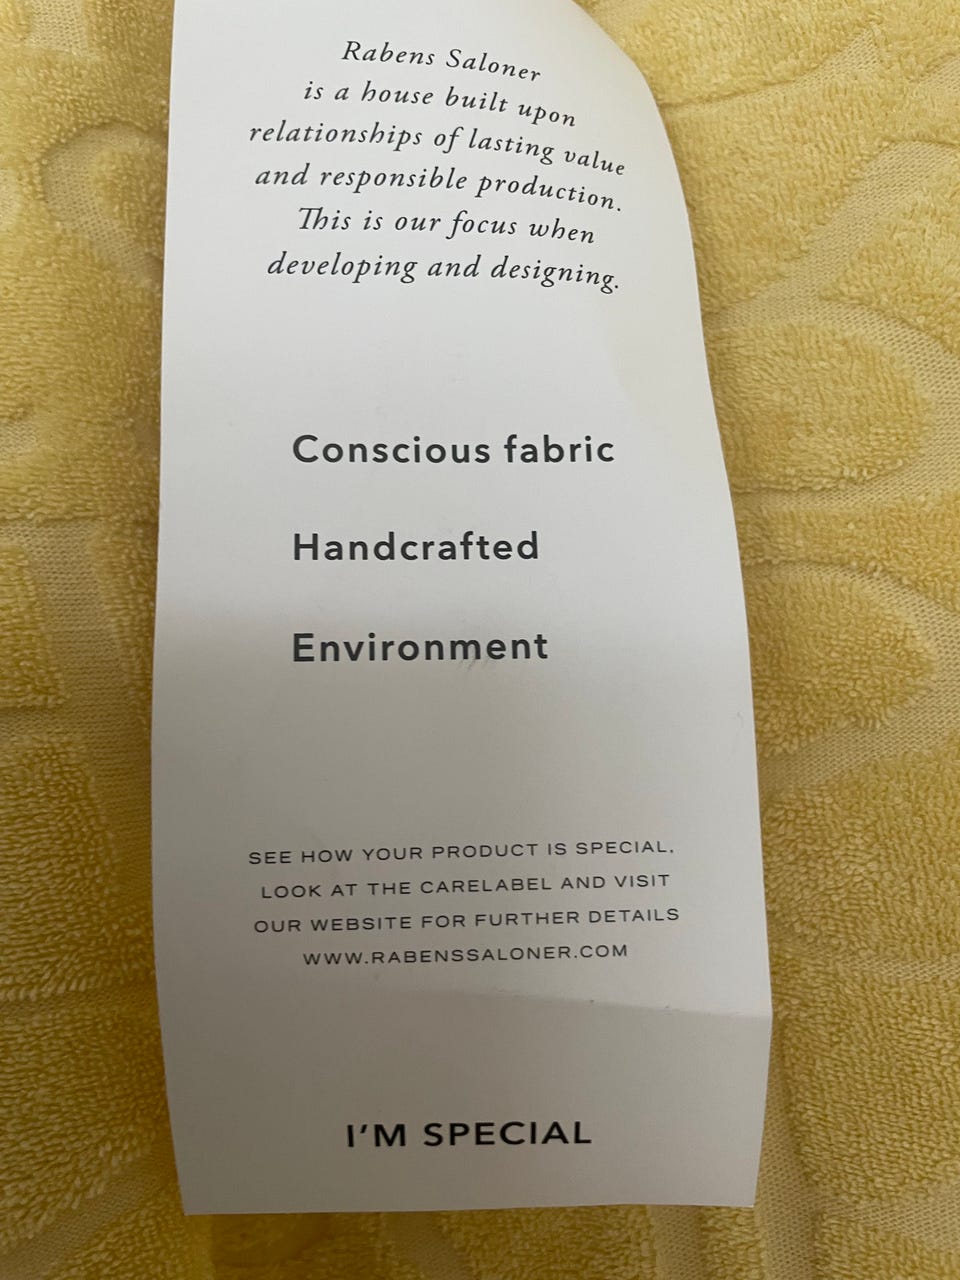 Rabens Saloner
is a house built upon
relationships of lasting value
and responsible production.
This is our focus when
developing and designing.
Conscious fabric
Handcrafted
Environment
SEE HOW YOUR PRODUCT IS SPECIAL,
LOOK AT THE CARELABEL AND VISIT
OUR WEBSITE FOR FURTHER DETAILS
WWW.RABENSSALONER.COM
I'M SPECIAL